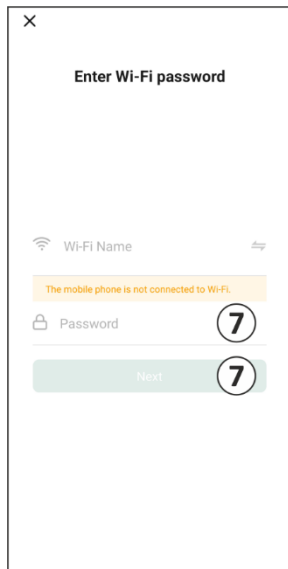 Enter Wi-Fi password
Wi-Fi Name
The mobile phone is not connected to Wi-Fi.
Password 7
Next 7